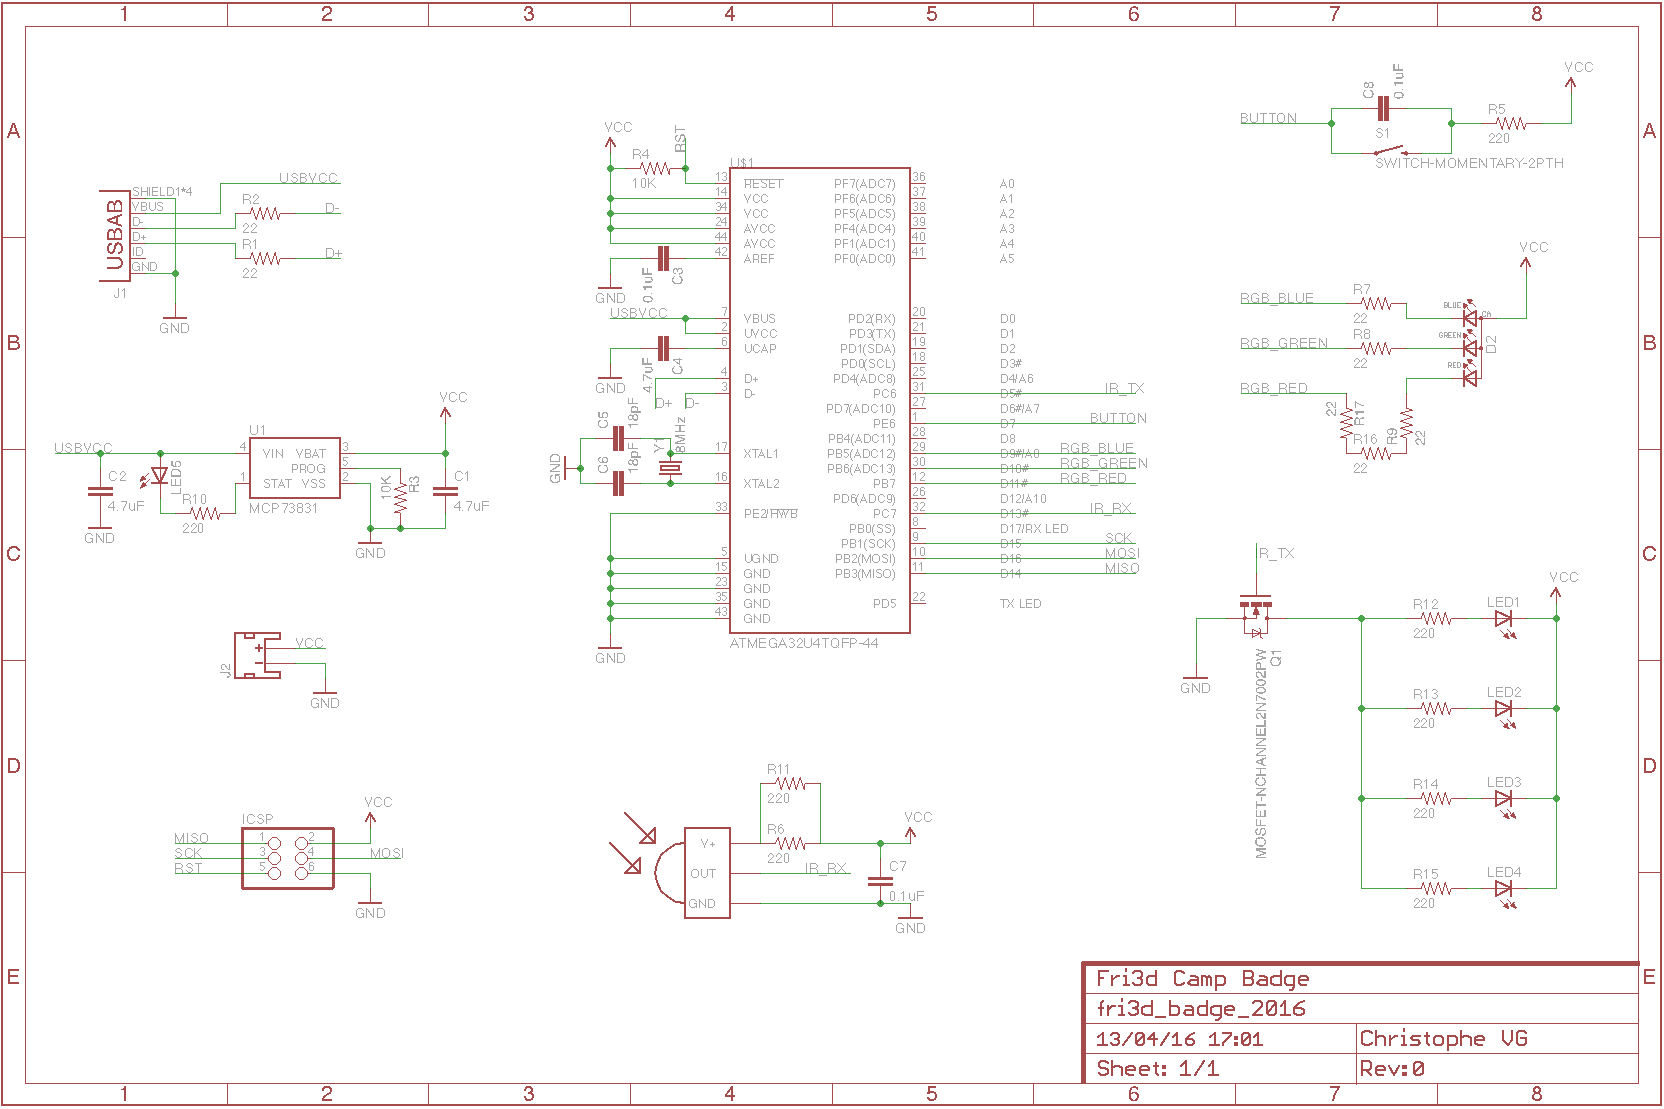 1 2 3 4 5 6 7 8
A
B
C
D
E
A
B
C
D
E
1 2 3 4 5 6 7 8
USBAB
J1
SHIELD1*4
VBUS
D-
D+
ID
GND
USBVCC
R2
22
D-
R1
22
D+
GND
USBVCC
C2
4.7uF
GND
LED5
R10
220
U1
4 VIN VBAT 3
PROG 5
1 STAT VSS 2
MCP73831
10K
R3
GND
VCC
C1
4.7uF
J2
+
-
VCC
GND
ICSP
MISO 1 2
SCK 3 4 MOSI
RST 5 6
VCC
GND
VCC
R4
10K
RST
0.1uF
C3
GND
USBVCC
4.7uF
C4
GND
D+ D-
C5
18pF
C6
18pF
Y1
8MHz
GND
GND
U$1
13 RESET
14 VCC
34 VCC
24 AVCC
44 AVCC
42 AREF
7 VBUS
2 UVCC
6 UCAP
4 D+
3 D-
17 XTAL1
16 XTAL2
33 PE2/HWB
5 UGND
15 GND
23 GND
35 GND
43 GND
PF7(ADC7) 36 A0
PF6(ADC6) 37 A1
PF5(ADC5) 38 A2
PF4(ADC4) 39 A3
PF1(ADC1) 40 A4
PF0(ADC0) 41 A5
PD2(RX) 20 D0
PD3(TX) 21 D1
PD1(SDA) 19 D2
PD0(SCL) 18 D3#
PD4(ADC8) 25 D4/A6
PC6 31 D5# IR_TX
PD7(ADC10) 27 D6#/A7
PE6 1 D7 BUTTON
PB4(ADC11) 28 D8
PB5(ADC12) 29 D9#/A8 RGB_BLUE
PB6(ADC13) 30 D10# RGB_GREEN
PB7 12 D11# RGB_RED
PD6(ADC9) 26 D12/A10
PC7 32 D13# IR_RX
PB0(SS) 8 D17/RX LED
PB1(SCK) 9 D15 SCK
PB2(MOSI) 10 D16 MOSI
PB3(MISO) 11 D14 MISO
PD5 22 TX LED
ATMEGA32U4TQFP-44
R11
220
R6
220
V+
OUT
GND
IR_RX
VCC
C7
0.1uF
GND
BUTTON
C8
0.1uF
S1
SWITCH-MOMENTARY-2PTH
R5
220
VCC
RGB_BLUE
R7
22
RGB_GREEN
R8
22
RGB_RED
22
R17
R16
22
R9
22
BLUE
GREEN
RED
CA
D2
VCC
IR_TX
GND
Q1
MOSFET-NCHANNEL2N7002PW
VCC
R12
220
LED1
R13
220
LED2
R14
220
LED3
R15
220
LED4
Fri3d Camp Badge
fri3d_badge_2016
13/04/16 17:01
Christophe VG
Sheet: 1/1
Rev:0